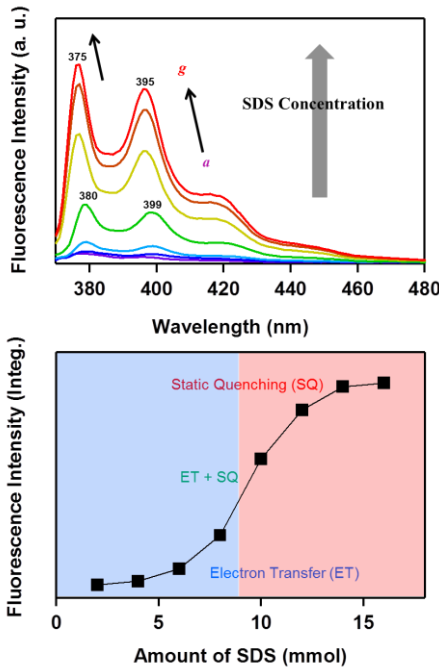 Fluorescence Intensity (a. u.)
375
395
g
SDS Concentration
a
380
399
380 400 420 440 460 480
Wavelength (nm)
Fluorescence Intensity (Integ.)
Static Quenching (SQ)
ET + SQ
Electron Transfer (ET)
0 5 10 15
Amount of SDS (mmol)